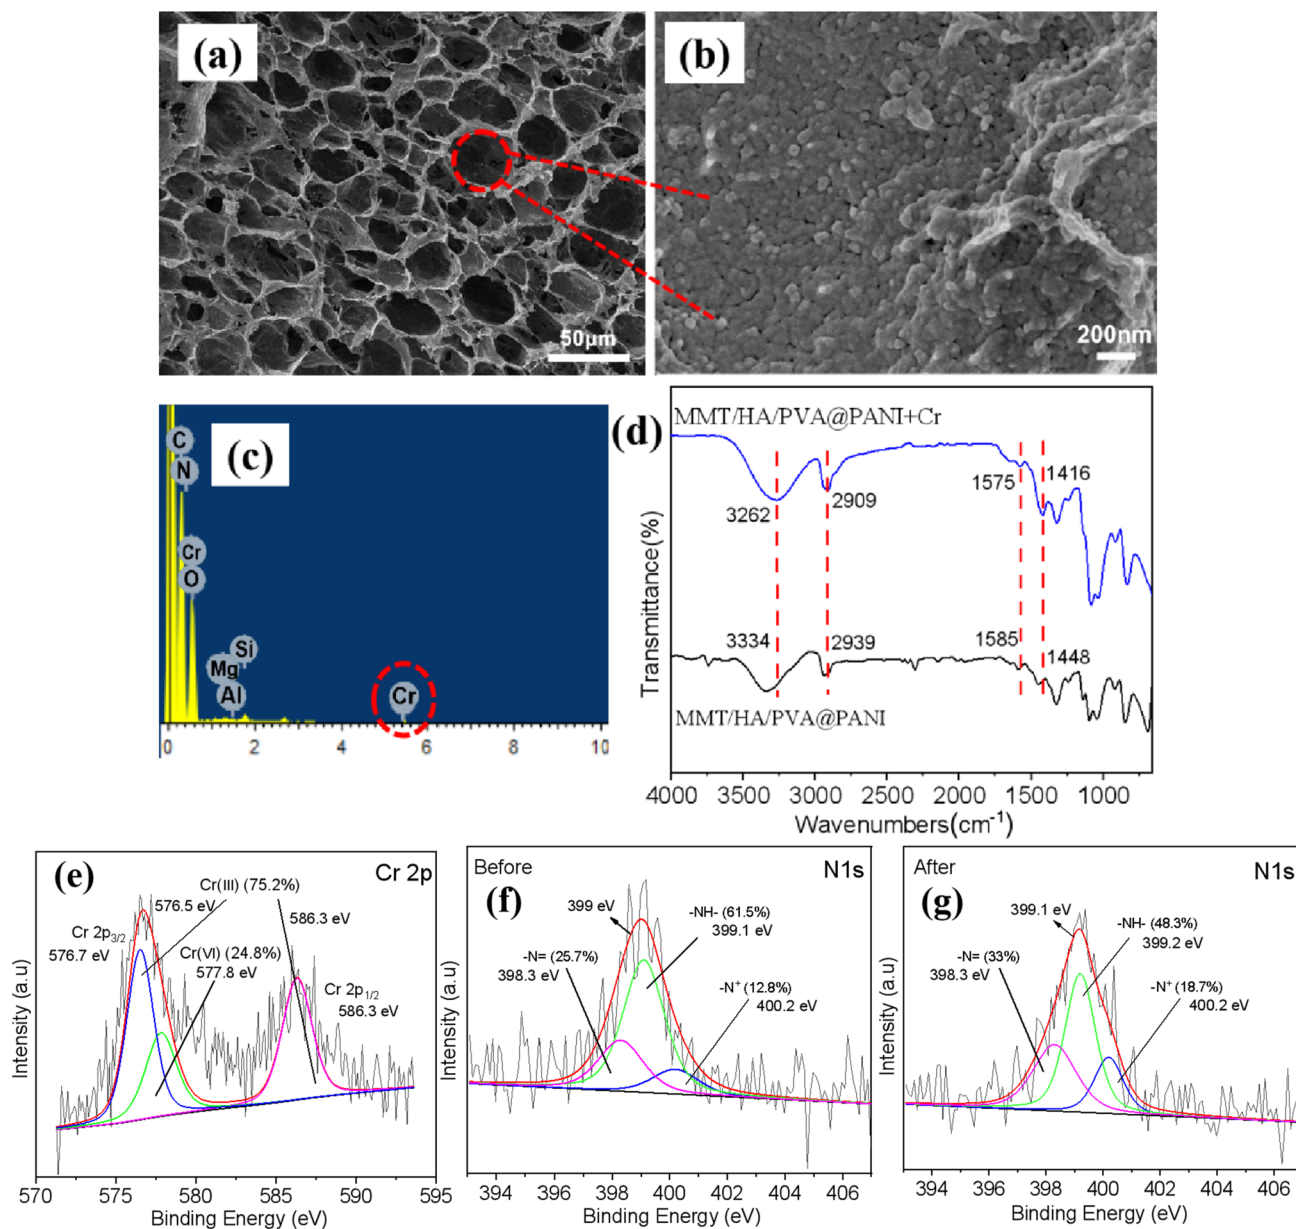 (a)
50μm
(b)
200nm
(c)
C
N
Cr
O
Si
Mg
Al
Cr
0 2 4 6 8 10
(d)
MMT/HA/PVA@PANI+Cr
3262
2909
1575
1416
3334
2939
1585
1448
MMT/HA/PVA@PANI
Transmittance(%)
4000 3500 3000 2500 2000 1500 1000
Wavenumbers(cm⁻¹)
(e)
Cr 2p
Cr(III) (75.2%)
576.5 eV
586.3 eV
Cr 2p3/2
576.7 eV
Cr(VI) (24.8%)
577.8 eV
Cr 2p1/2
586.3 eV
Intensity (a.u)
570 575 580 585 590 595
Binding Energy (eV)
Before
(f)
N1s
399 eV
-NH- (61.5%)
399.1 eV
-N= (25.7%)
398.3 eV
-N⁺ (12.8%)
400.2 eV
Intensity (a.u)
394 396 398 400 402 404 406
Binding Energy (eV)
After
(g)
N1s
399.1 eV
-NH- (48.3%)
399.2 eV
-N= (33%)
398.3 eV
-N⁺ (18.7%)
400.2 eV
Intensity (a.u)
394 396 398 400 402 404 406
Binding Energy (eV)